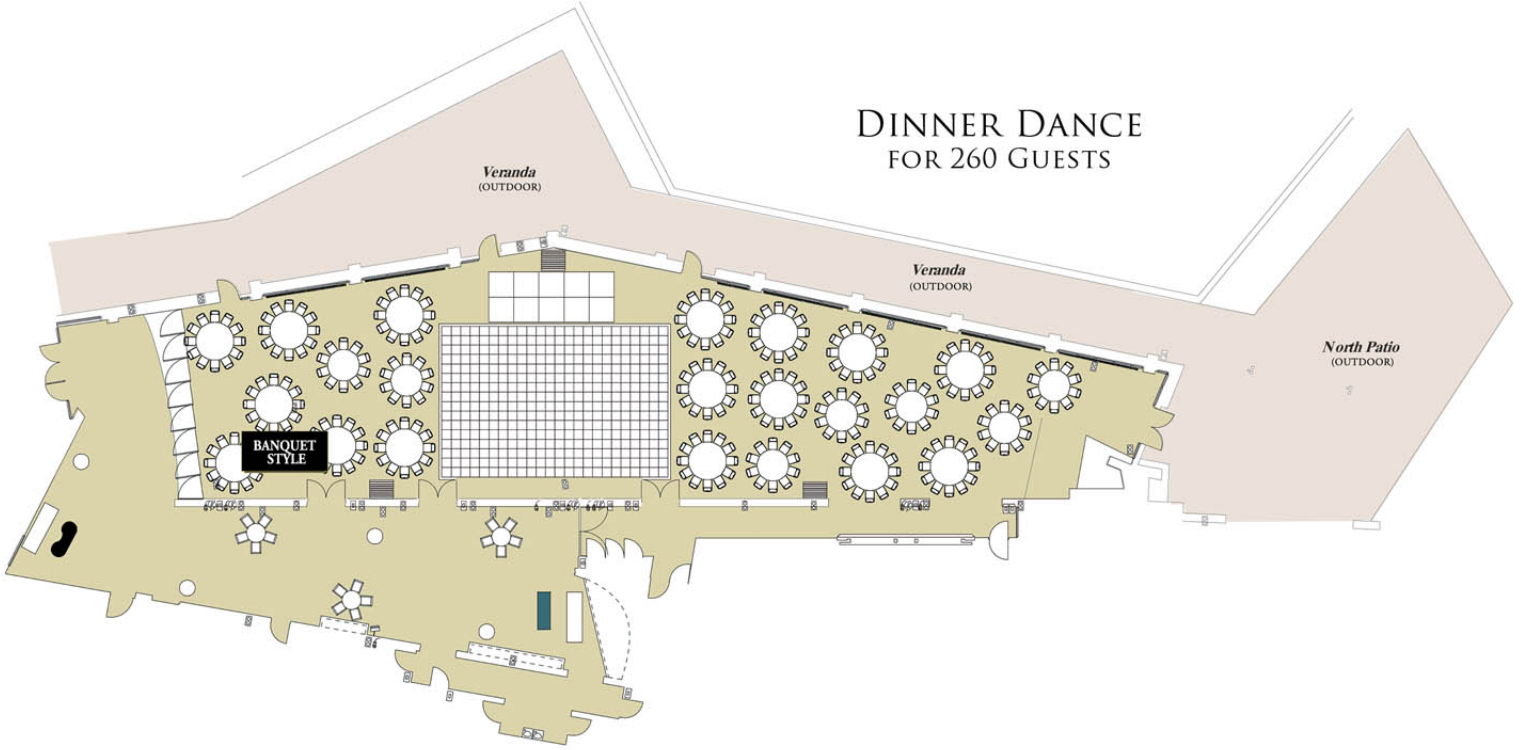 DINNER DANCE
FOR 260 GUESTS
Veranda
(OUTDOOR)
Veranda
(OUTDOOR)
North Patio
(OUTDOOR)
BANQUET
STYLE